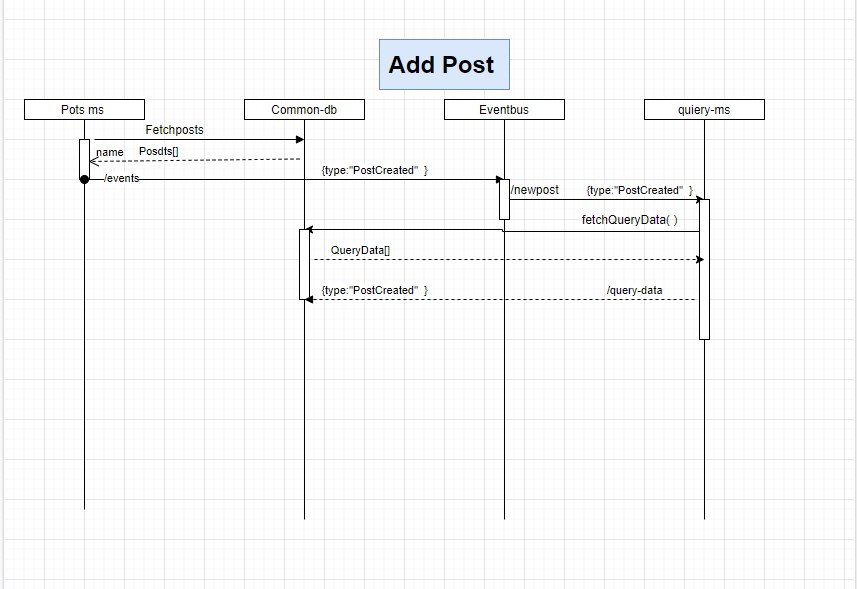 Add Post
Pots ms
Common-db
Eventbus
quiery-ms
Fetchposts
name
Posdts[]
/events
{type:"PostCreated" }
/newpost
{type:"PostCreated" }
fetchQueryData( )
QueryData[]
{type:"PostCreated" }
/query-data